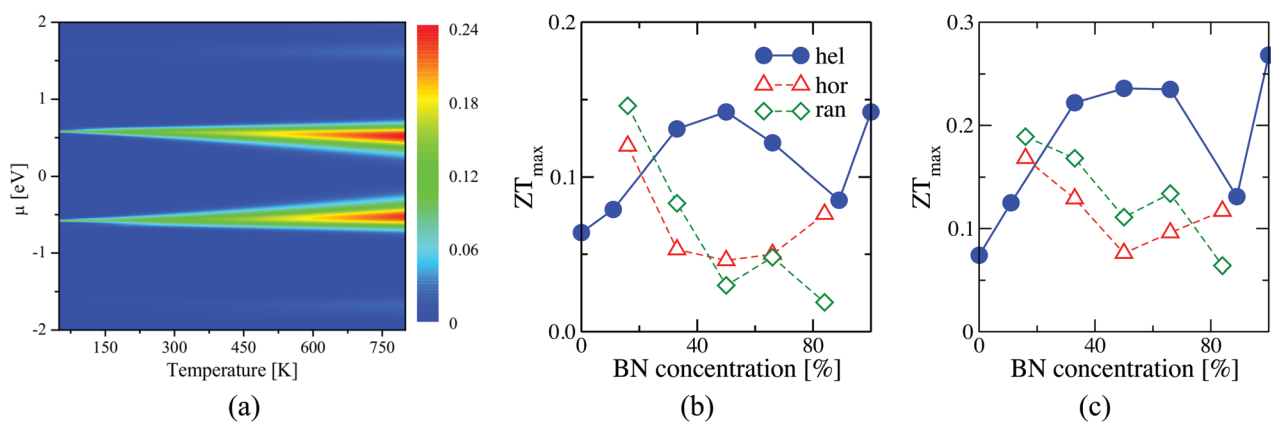 2
1
0
-1
-2
μ [eV]
150
300
450
600
750
Temperature [K]
0.24
0.18
0.12
0.06
0
(a)
0.2
0.1
0.0
ZTmax
0
40
80
BN concentration [%]
hel
hor
ran
(b)
0.3
0.2
0.1
0
ZTmax
0
40
80
BN concentration [%]
(c)